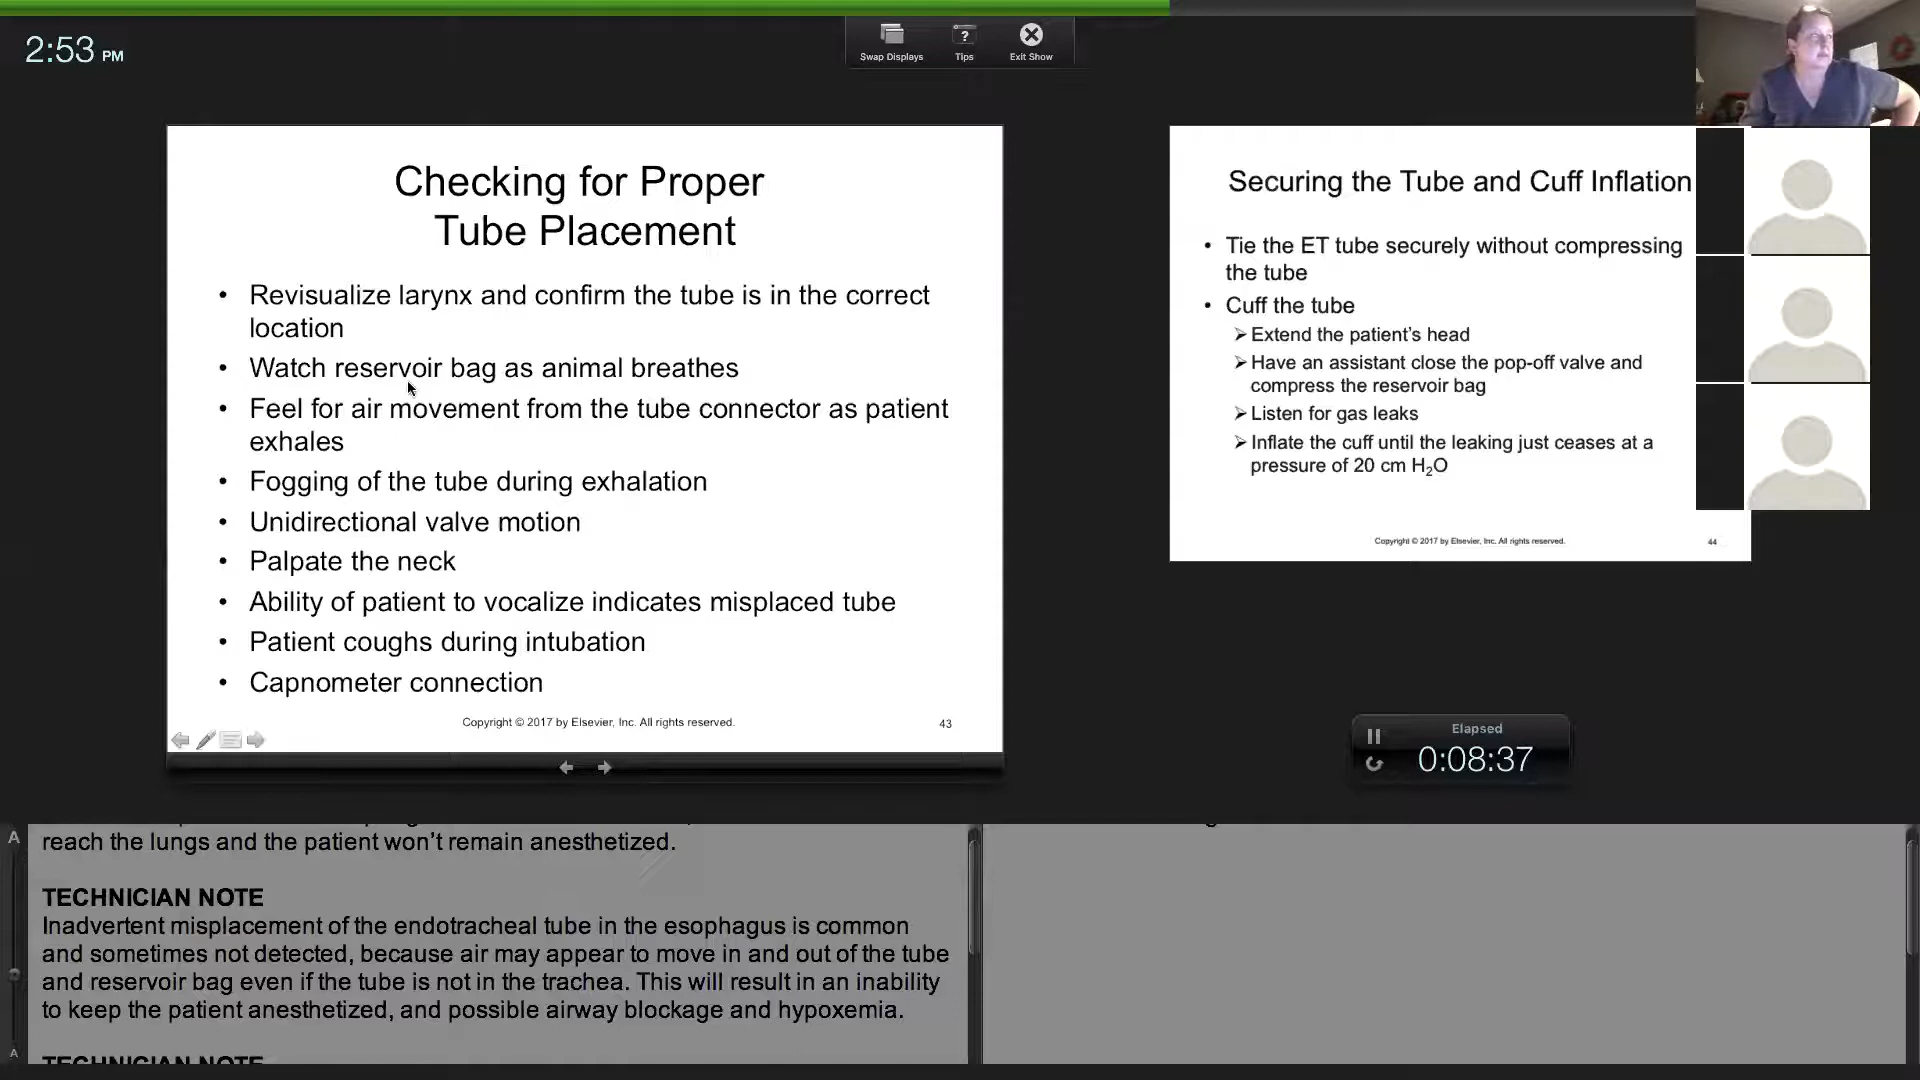 2:53 PM
Swap Displays
Tips
Exit Show
Checking for Proper
Tube Placement
• Revisualize larynx and confirm the tube is in the correct
location
• Watch reservoir bag as animal breathes
• Feel for air movement from the tube connector as patient
exhales
• Fogging of the tube during exhalation
• Unidirectional valve motion
• Palpate the neck
• Ability of patient to vocalize indicates misplaced tube
• Patient coughs during intubation
• Capnometer connection
Copyright © 2017 by Elsevier, Inc. All rights reserved.
43
Securing the Tube and Cuff Inflation
• Tie the ET tube securely without compressing
the tube
• Cuff the tube
➢ Extend the patient’s head
➢ Have an assistant close the pop-off valve and
compress the reservoir bag
➢ Listen for gas leaks
➢ Inflate the cuff until the leaking just ceases at a
pressure of 20 cm H₂O
Copyright © 2017 by Elsevier, Inc. All rights reserved.
44
Elapsed
0:08:37
A
reach the lungs and the patient won’t remain anesthetized.
TECHNICIAN NOTE
Inadvertent misplacement of the endotracheal tube in the esophagus is common
and sometimes not detected, because air may appear to move in and out of the tube
and reservoir bag even if the tube is not in the trachea. This will result in an inability
to keep the patient anesthetized, and possible airway blockage and hypoxemia.
TECHNICIAN NOTE
A